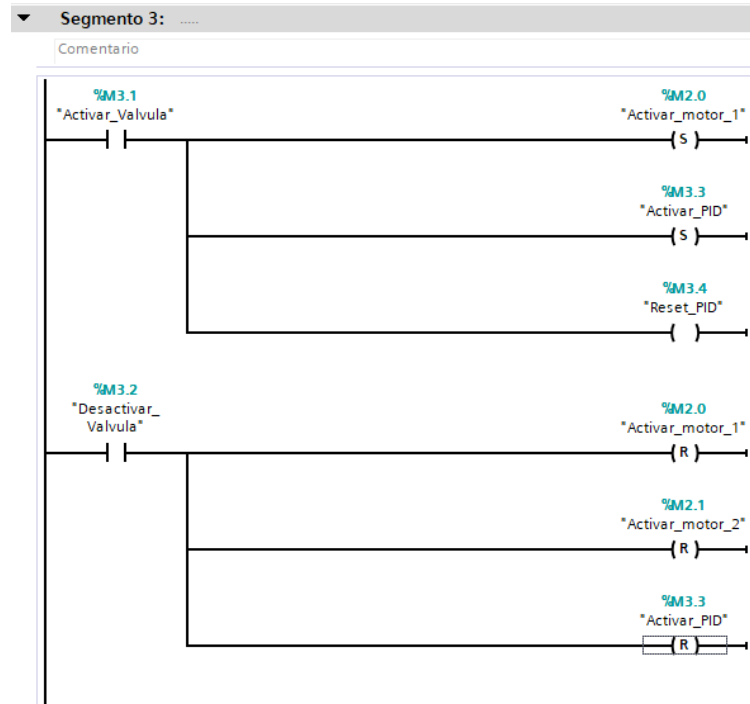 Segmento 3: .....
Comentario
%M3.1
"Activar_Valvula"
%M2.0
"Activar_motor_1"
S
%M3.3
"Activar_PID"
S
%M3.4
"Reset_PID"
%M3.2
"Desactivar_
Valvula"
%M2.0
"Activar_motor_1"
R
%M2.1
"Activar_motor_2"
R
%M3.3
"Activar_PID"
R